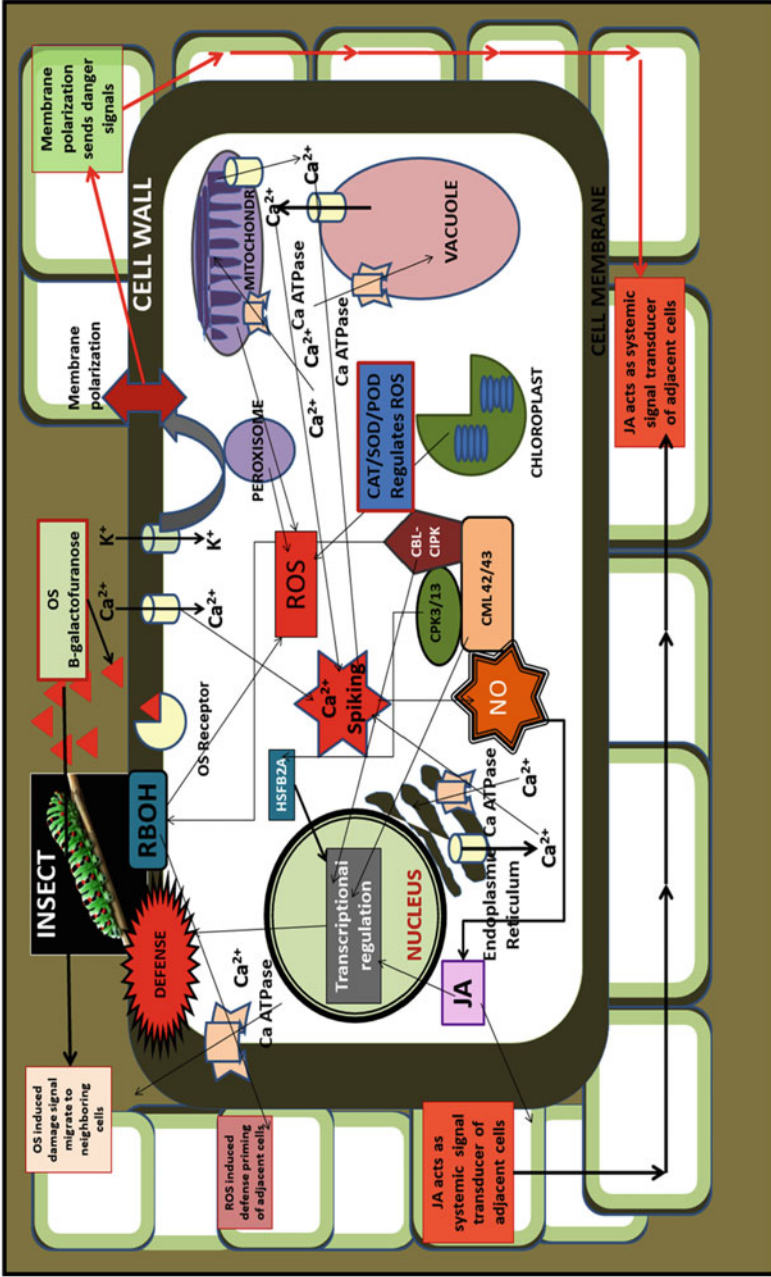 OS induced
damage signal
migrate to
neighboring
cells
INSECT
OS
B-galactofuranose
Membrane
polarization
Membrane
polarization
sends danger
signals
DEFENSE
RBOH
OS Receptor
Ca²⁺
K⁺
Ca²⁺
K⁺
CELL WALL
ROS induced
defense priming
of adjacent cells
Ca²⁺
Ca ATPase
Transcriptionai
regulation
NUCLEUS
HSFB2A
Ca²⁺
Spiking
ROS
PEROXISOME
MITOCHONDR
Ca²⁺
Ca²⁺
Ca ATPase
Ca²⁺
Ca ATPase
Ca²⁺
VACUOLE
CAT/SOD/POD
Regulates ROS
CHLOROPLAST
CBL-
CIPK
CPK3/13
CML 42/43
NO
Endoplasmic
Reticulum
Ca ATPase
Ca²⁺
Ca²⁺
JA
CELL MEMBRANE
JA acts as
systemic signal
transducer of
adjacent cells
JA acts as systemic
signal transducer
of adjacent cells